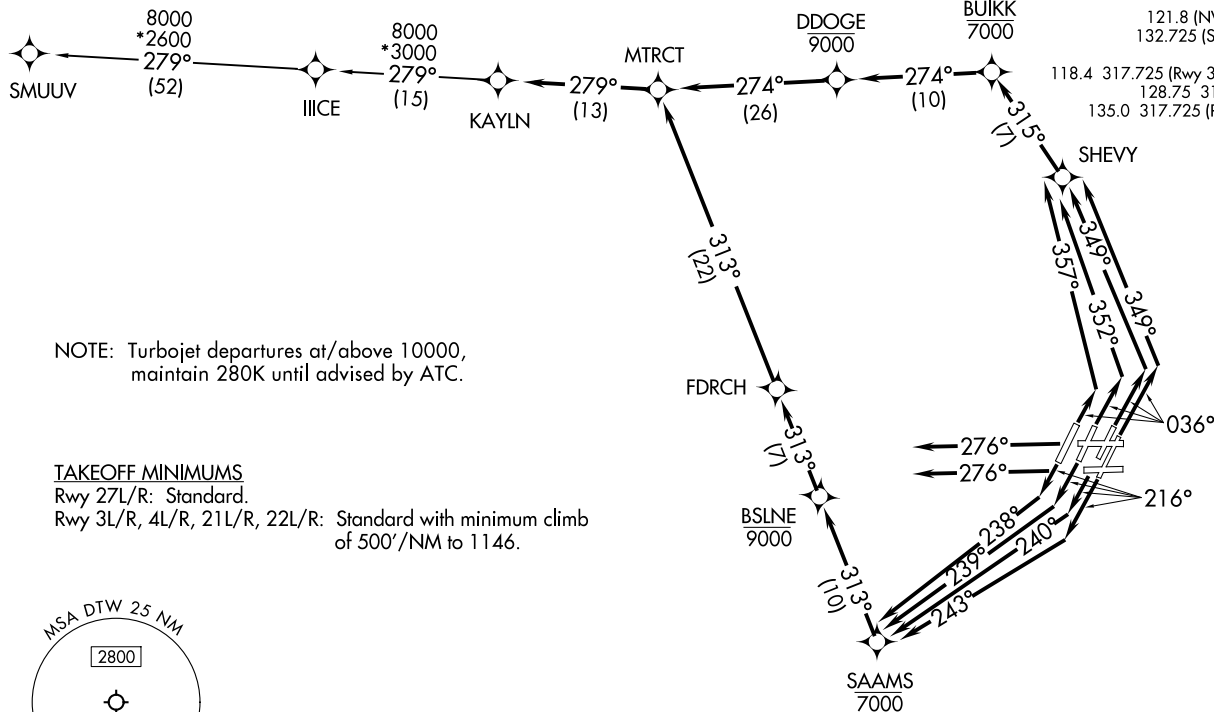 8000
*2600
279°
(52)
SMUUV
8000
*3000
279°
(15)
IIICE
KAYLN
279°
(13)
MTRCT
274°
(26)
DDOGE
9000
274°
(10)
BUIKK
7000
121.8
132.725
118.4 317.725 (Rwy
128.75
135.0 317.725
315°
(7)
SHEVY
313°
(22)
357°
349°
352°
349°
FDRCH
313°
(7)
BSLNE
9000
313°
(10)
036°
276°
276°
216°
238°
239°
240°
243°
SAAMS
7000
NOTE: Turbojet departures at/above 10000,
maintain 280K until advised by ATC.
TAKEOFF MINIMUMS
Rwy 27L/R: Standard.
Rwy 3L/R, 4L/R, 21L/R, 22L/R: Standard with minimum climb
of 500'/NM to 1146.
MSA DTW 25 NM
2800